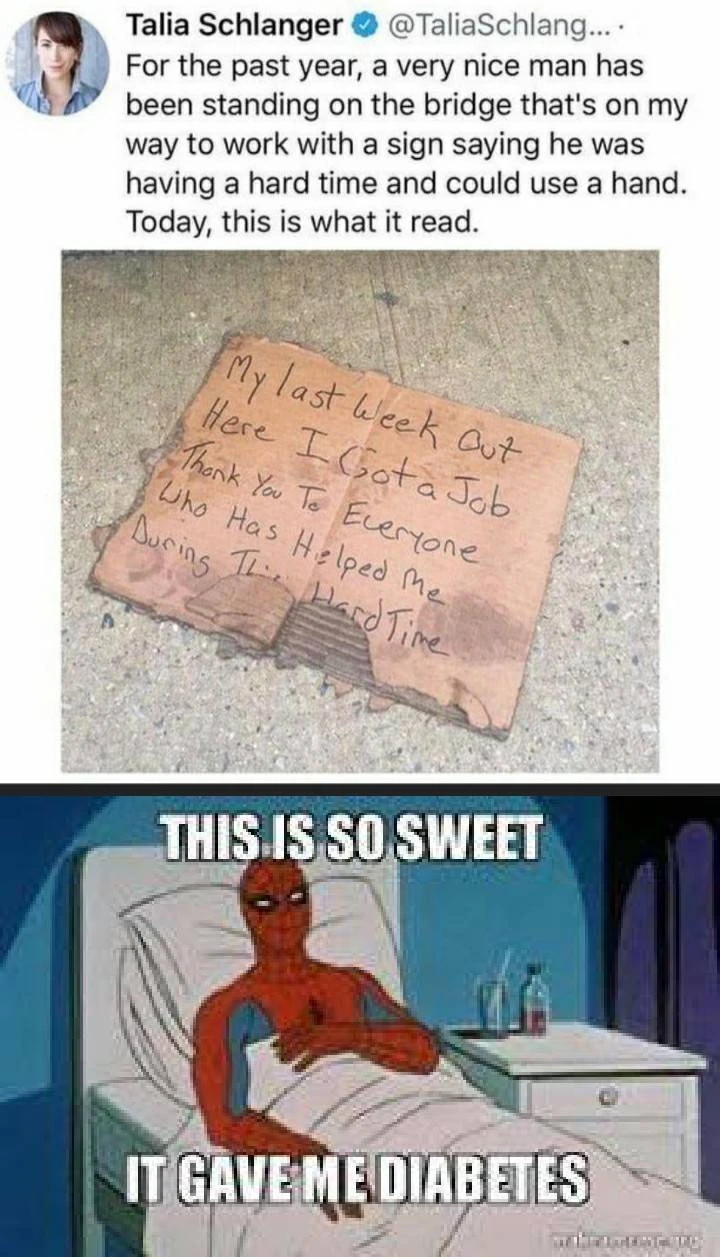 Talia Schlanger @TaliaSchlang... ·
For the past year, a very nice man has
been standing on the bridge that's on my
way to work with a sign saying he was
having a hard time and could use a hand.
Today, this is what it read.
My last Week Out
Here I Got a Job
Thank You To Everyone
Who Has Helped Me
During Hard Time
THIS IS SO SWEET
IT GAVE ME DIABETES
makeameme.org